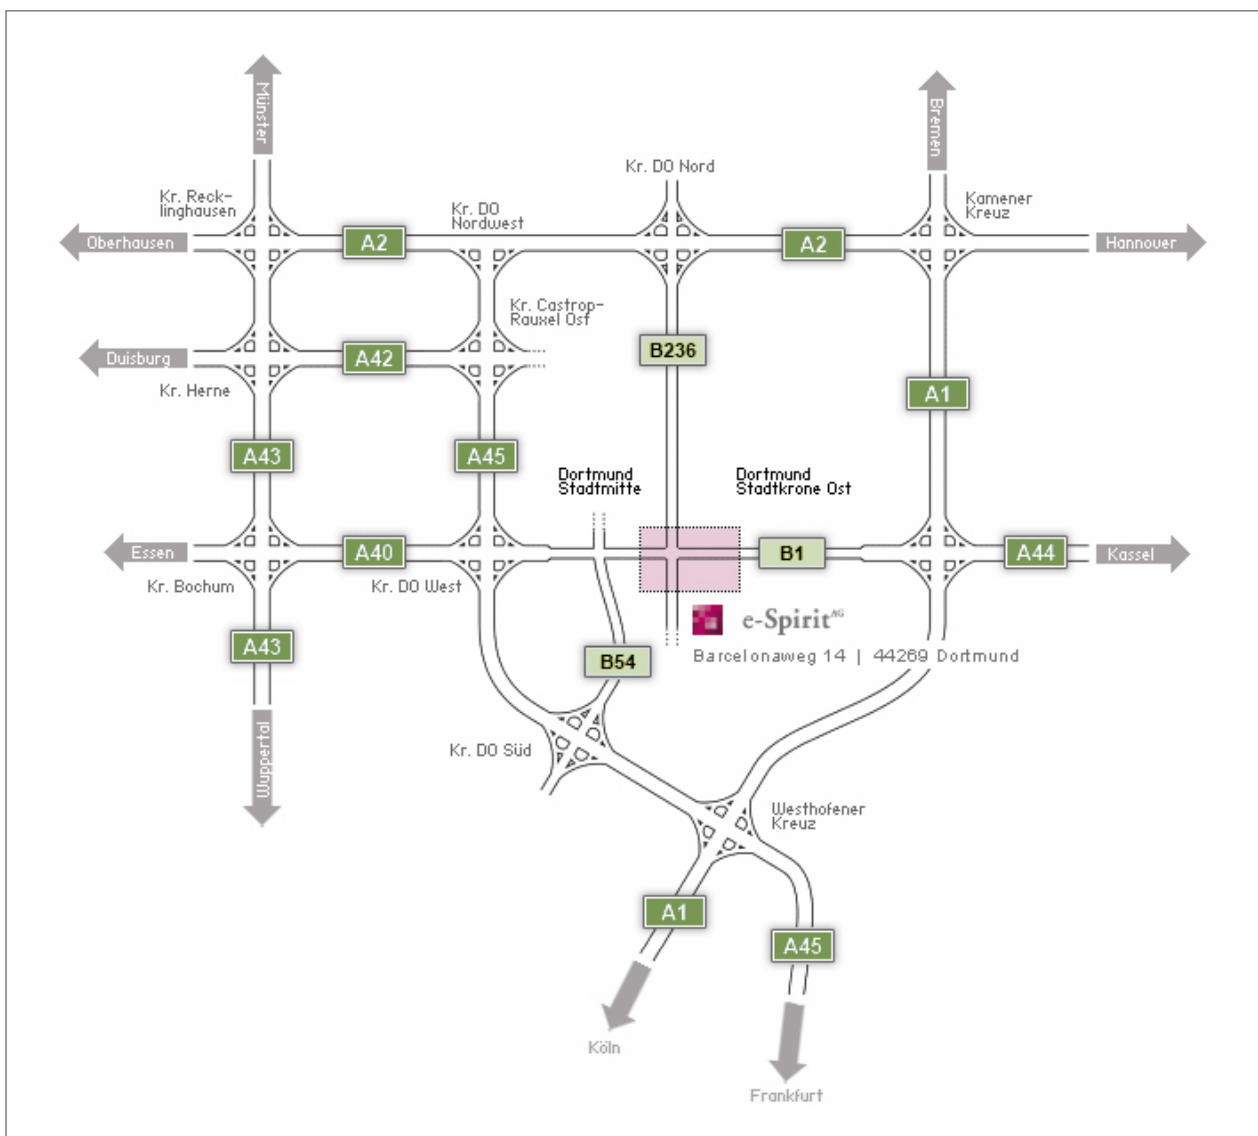 Münster
Bremen
Kr. DO Nord
Kr. Reck-
linghausen
Kr. DO
Nordwest
Kamener
Kreuz
Oberhausen
A2
A2
Hannover
Kr. Castrop-
Rauxel Ost
B236
Duisburg
A42
Kr. Herne
A1
A43
A45
Dortmund
Stadtmitte
Dortmund
Stadtkrone Ost
Essen
A40
B1
A44
Kassel
Kr. Bochum
Kr. DO West
e-Spirit AG
A43
B54
Barcelonaweg 14 | 44269 Dortmund
Wuppertal
Kr. DO Süd
Westhofener
Kreuz
A1
A45
Köln
Frankfurt